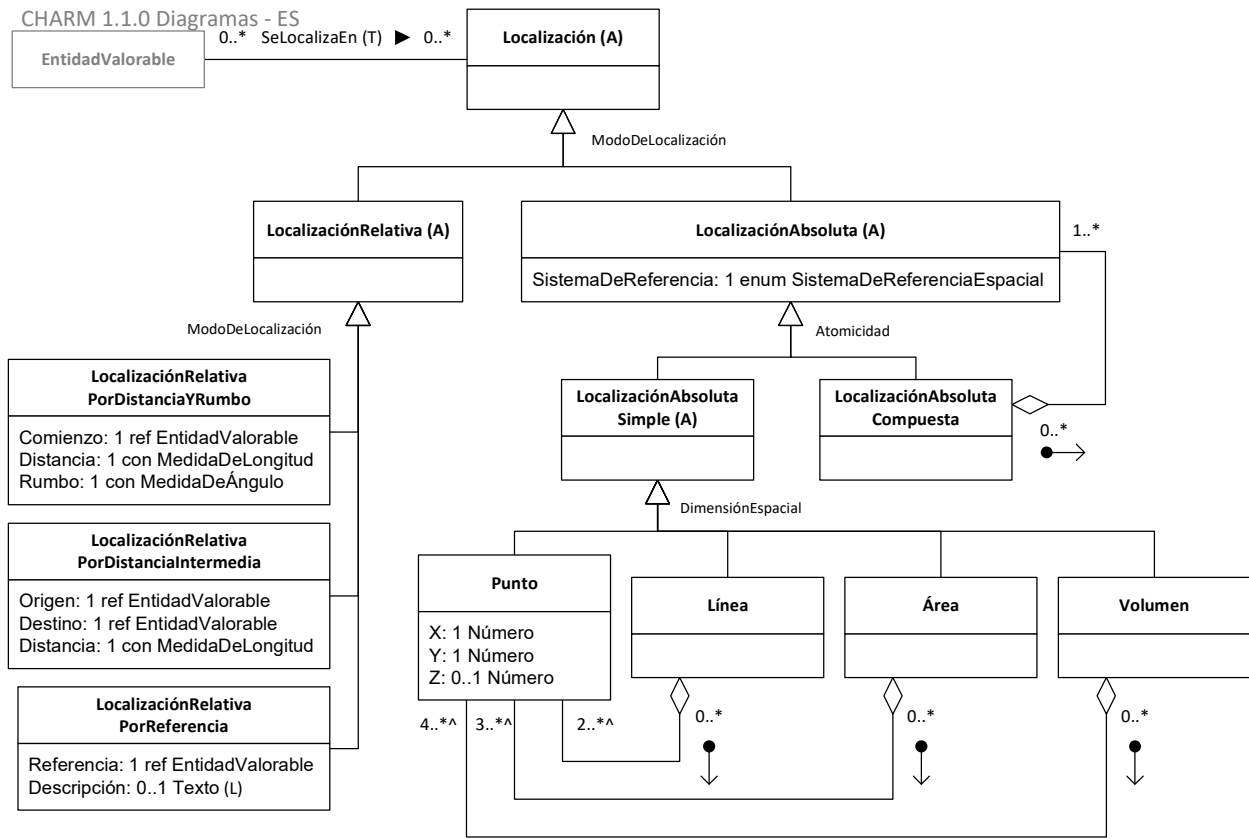 CHARM 1.1.0 Diagramas - ES
EntidadValorable
0..* SeLocalizaEn (T) ► 0..*
Localización (A)
ModoDeLocalización
LocalizaciónRelativa (A)
LocalizaciónAbsoluta (A)
SistemaDeReferencia: 1 enum SistemaDeReferenciaEspacial
1..*
ModoDeLocalización
Atomicidad
LocalizaciónRelativa
PorDistanciaYRumbo
Comienzo: 1 ref EntidadValorable
Distancia: 1 con MedidaDeLongitud
Rumbo: 1 con MedidaDeÁngulo
LocalizaciónAbsoluta
Simple (A)
LocalizaciónAbsoluta
Compuesta
0..*
DimensiónEspacial
LocalizaciónRelativa
PorDistanciaIntermedia
Origen: 1 ref EntidadValorable
Destino: 1 ref EntidadValorable
Distancia: 1 con MedidaDeLongitud
Punto
X: 1 Número
Y: 1 Número
Z: 0..1 Número
Línea
Área
Volumen
LocalizaciónRelativa
PorReferencia
Referencia: 1 ref EntidadValorable
Descripción: 0..1 Texto (L)
4..*^
3..*^
2..*^
0..*
0..*
0..*